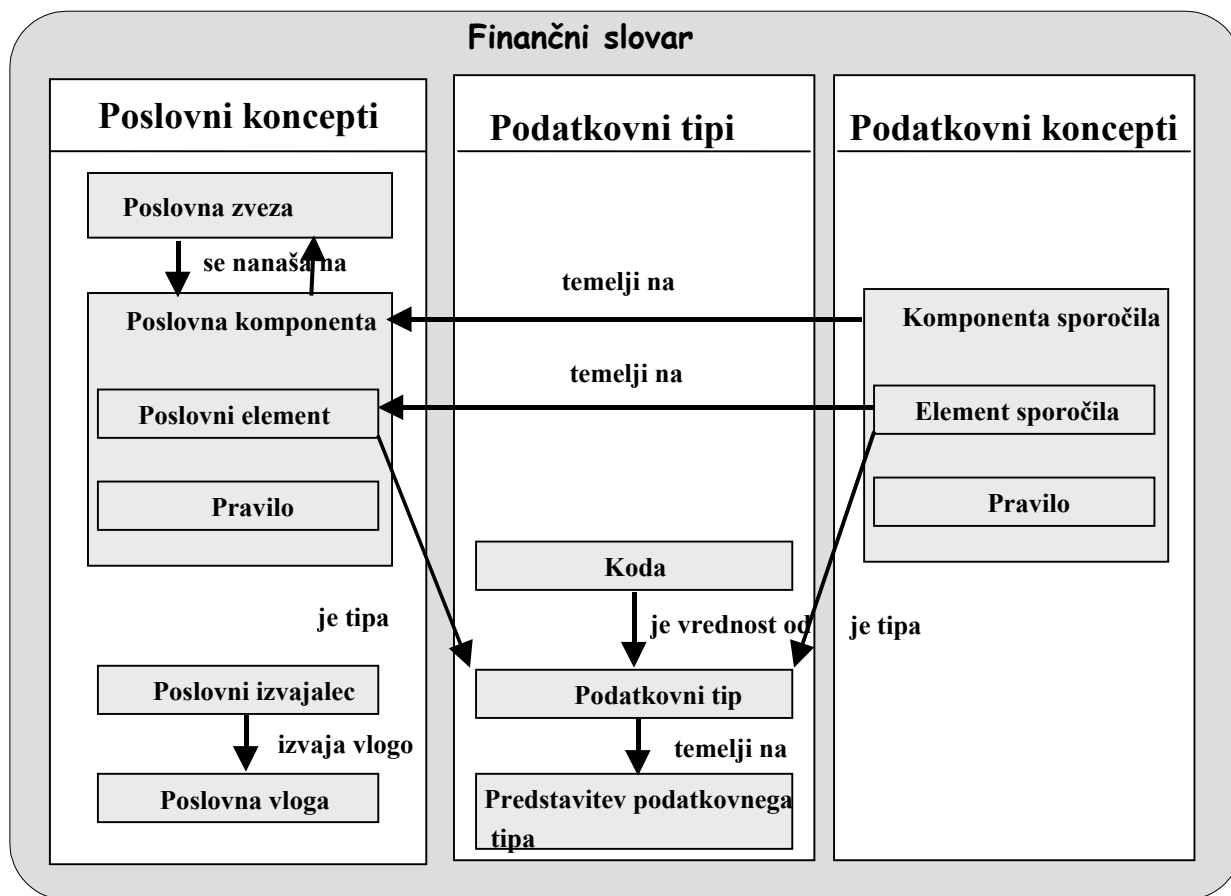 Finančni slovar
Poslovni koncepti
Poslovna zveza
se nanaša na
Poslovna komponenta
Poslovni element
Pravilo
je tipa
Poslovni izvajalec
izvaja vlogo
Poslovna vloga
Podatkovni tipi
temelji na
temelji na
Koda
je vrednost od
Podatkovni tip
temelji na
Predstavitev podatkovnega
tipa
Podatkovni koncepti
Komponenta sporočila
Element sporočila
Pravilo
je tipa